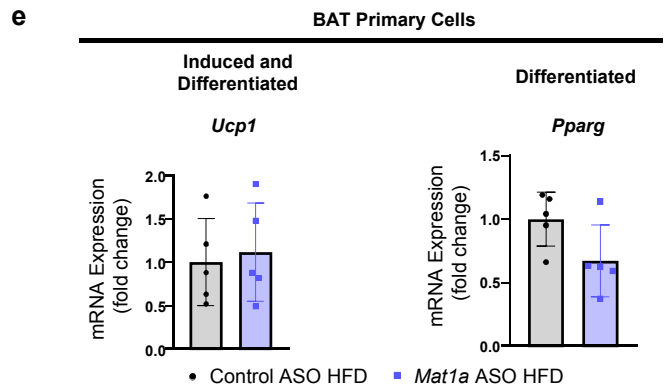 e
BAT Primary Cells
Induced and
Differentiated
Differentiated
Ucp1
Pparg
mRNA Expression
(fold change)
2.0
1.5
1.0
0.5
0.0
mRNA Expression
(fold change)
1.5
1.0
0.5
0.0
Control ASO HFD
Mat1a ASO HFD